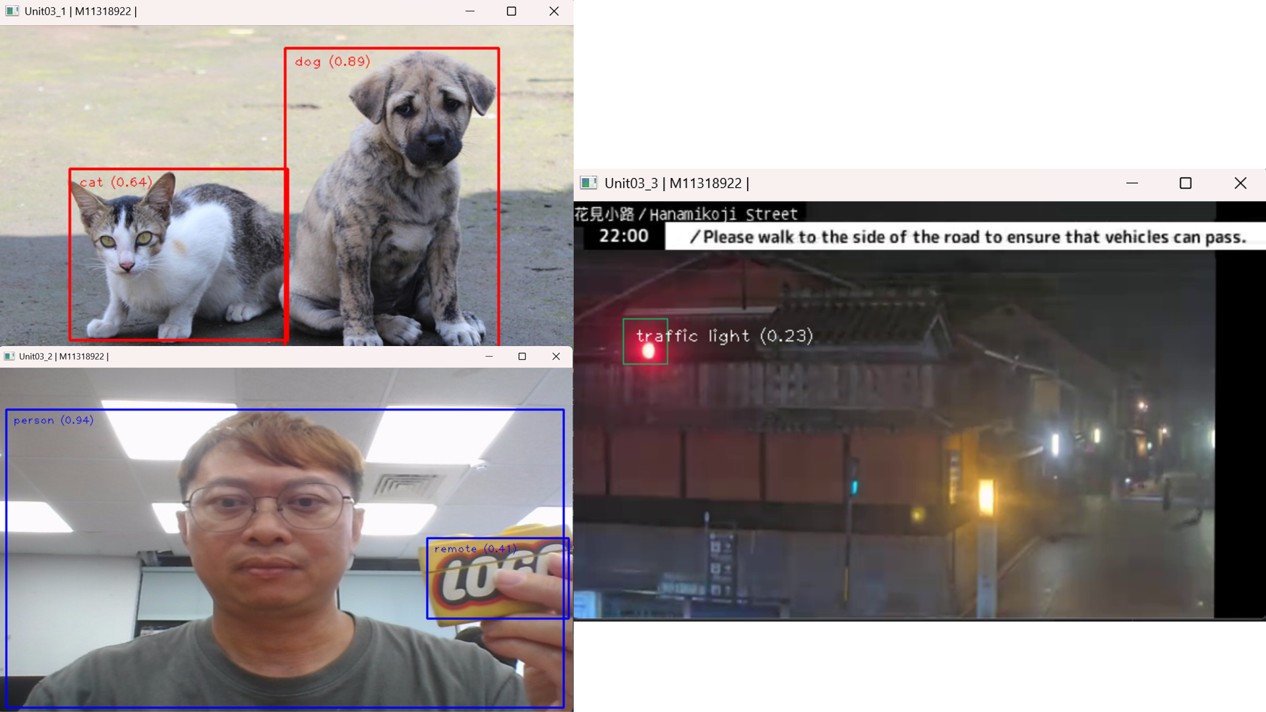 Unit03_1 | M11318922 |
dog (0.89)
cat (0.64)
Unit03_2 | M11318922 |
person (0.94)
remote (0.41)
Unit03_3 | M11318922 |
花見小路/Hanamikoji Street
22:00 /Please walk to the side of the road to ensure that vehicles can pass.
traffic light (0.23)